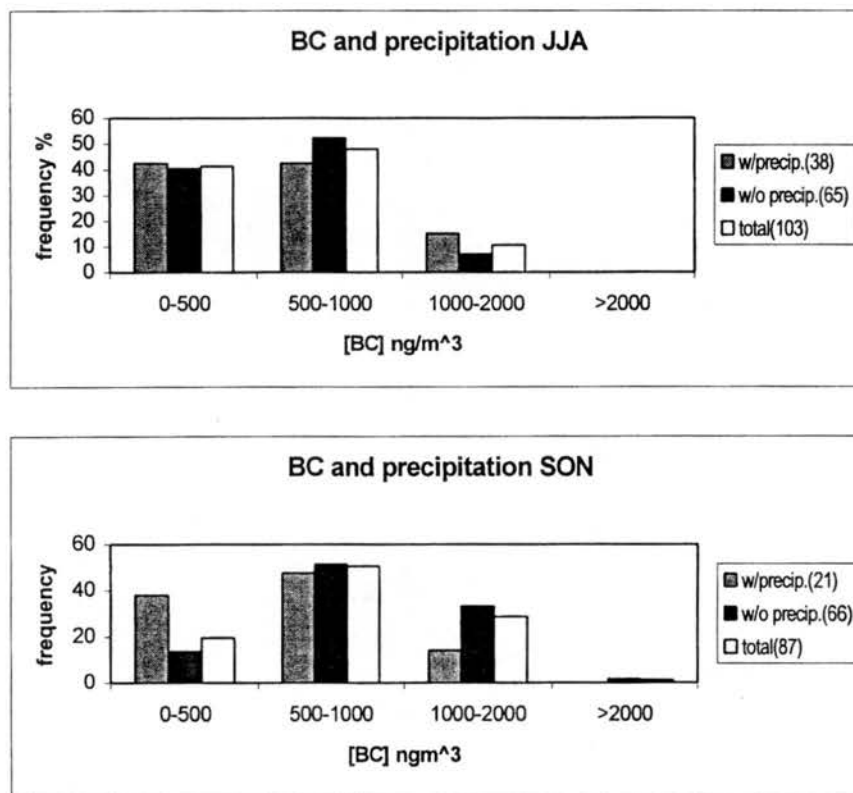 BC and precipitation JJA
60
50
40
30
20
10
0
frequency %
0-500 500-1000 1000-2000 >2000
[BC] ng/m^3
w/precip.(38)
w/o precip.(65)
total(103)
BC and precipitation SON
60
40
20
0
frequency
0-500 500-1000 1000-2000 >2000
[BC] ngm^3
w/precip.(21)
w/o precip.(66)
total(87)